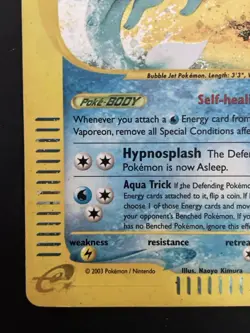 Bubble Jet Pokémon. Length: 3'3",
Poké-BODY
Self-heal
Whenever you attach a Energy card from
Vaporeon, remove all Special Conditions affe
Hypnosplash The Defen
Pokémon is now Asleep.
Aqua Trick If the Defending Pokémo
Energy cards attached to it, flip a coin. If
choose 1 of those Energy cards and mov
your opponent's Benched Pokémon. If yo
no Benched Pokémon, ignore this effe
weakness resistance retrea
e
© 2003 Pokémon / Nintendo Illus. Naoyo Kimura